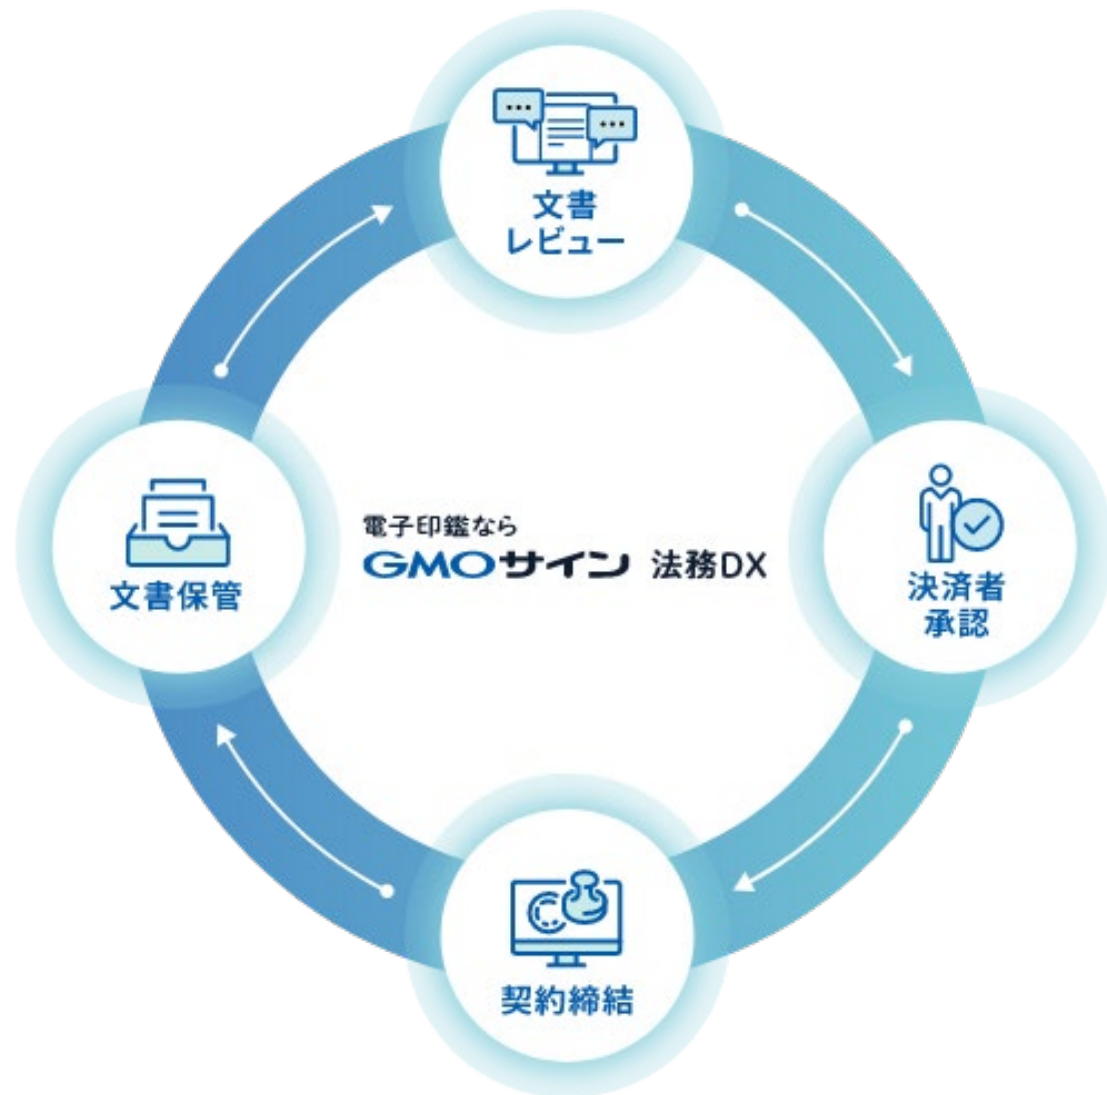 文書
レビュー
電子印鑑なら
GMOサイン 法務DX
文書保管
決済者
承認
契約締結